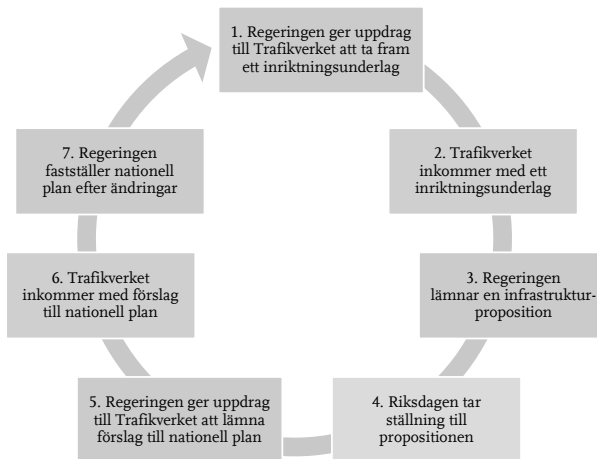 1. Regeringen ger uppdrag
till Trafikverket att ta fram
ett inriktningsunderlag
2. Trafikverket
inkommer med ett
inriktningsunderlag
3. Regeringen
lämnar en infrastruktur-
proposition
4. Riksdagen tar
ställning till
propositionen
5. Regeringen ger uppdrag
till Trafikverket att lämna
förslag till nationell plan
6. Trafikverket
inkommer med förslag
till nationell plan
7. Regeringen
fastställer nationell
plan efter ändringar